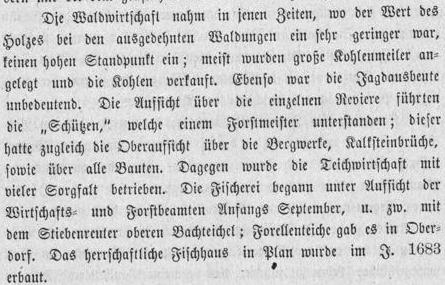 Die Waldwirtschaft nahm in jenen Zeiten, wo der Wert des
Holzes bei den ausgedehnten Waldungen ein sehr geringer war,
keinen hohen Standpunkt ein; meist wurden große Kohlenmeiler an-
gelegt und die Kohlen verkauft. Ebenso war die Jagdausbeute
unbedeutend. Die Aufsicht über die einzelnen Reviere führten
die „Schützen,“ welche einem Forstmeister unterstanden; dieser
hatte zugleich die Oberaufsicht über die Bergwerke, Kalksteinbrüche,
sowie über alle Bauten. Dagegen wurde die Teichwirtschaft mit
vieler Sorgfalt betrieben. Die Fischerei begann unter Aufsicht der
Wirtschafts- und Forstbeamten Anfangs September, u. zw. mit
dem Stiebenreuter oberen Bachteichel; Forellenteiche gab es in Ober-
dorf. Das herrschaftliche Fischhaus in Plan wurde im J. 1683
erbaut.